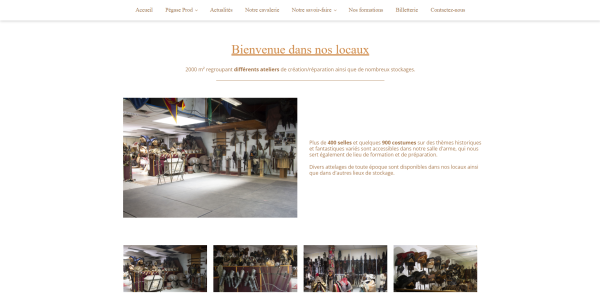 Accueil Pégase Prod Actualités Notre cavalerie Notre savoir-faire Nos formations Billetterie Contactez-nous
Bienvenue dans nos locaux
2000 m² regroupant différents ateliers de création/réparation ainsi que de nombreux stockages.
Plus de 400 selles et quelques 900 costumes sur des thèmes historiques
et fantastiques variés sont accessibles dans notre salle d'arme, qui nous
sert également de lieu de formation et de préparation.
Divers attelages de toute époque sont disponibles dans nos locaux ainsi
que dans d'autres lieux de stockage.